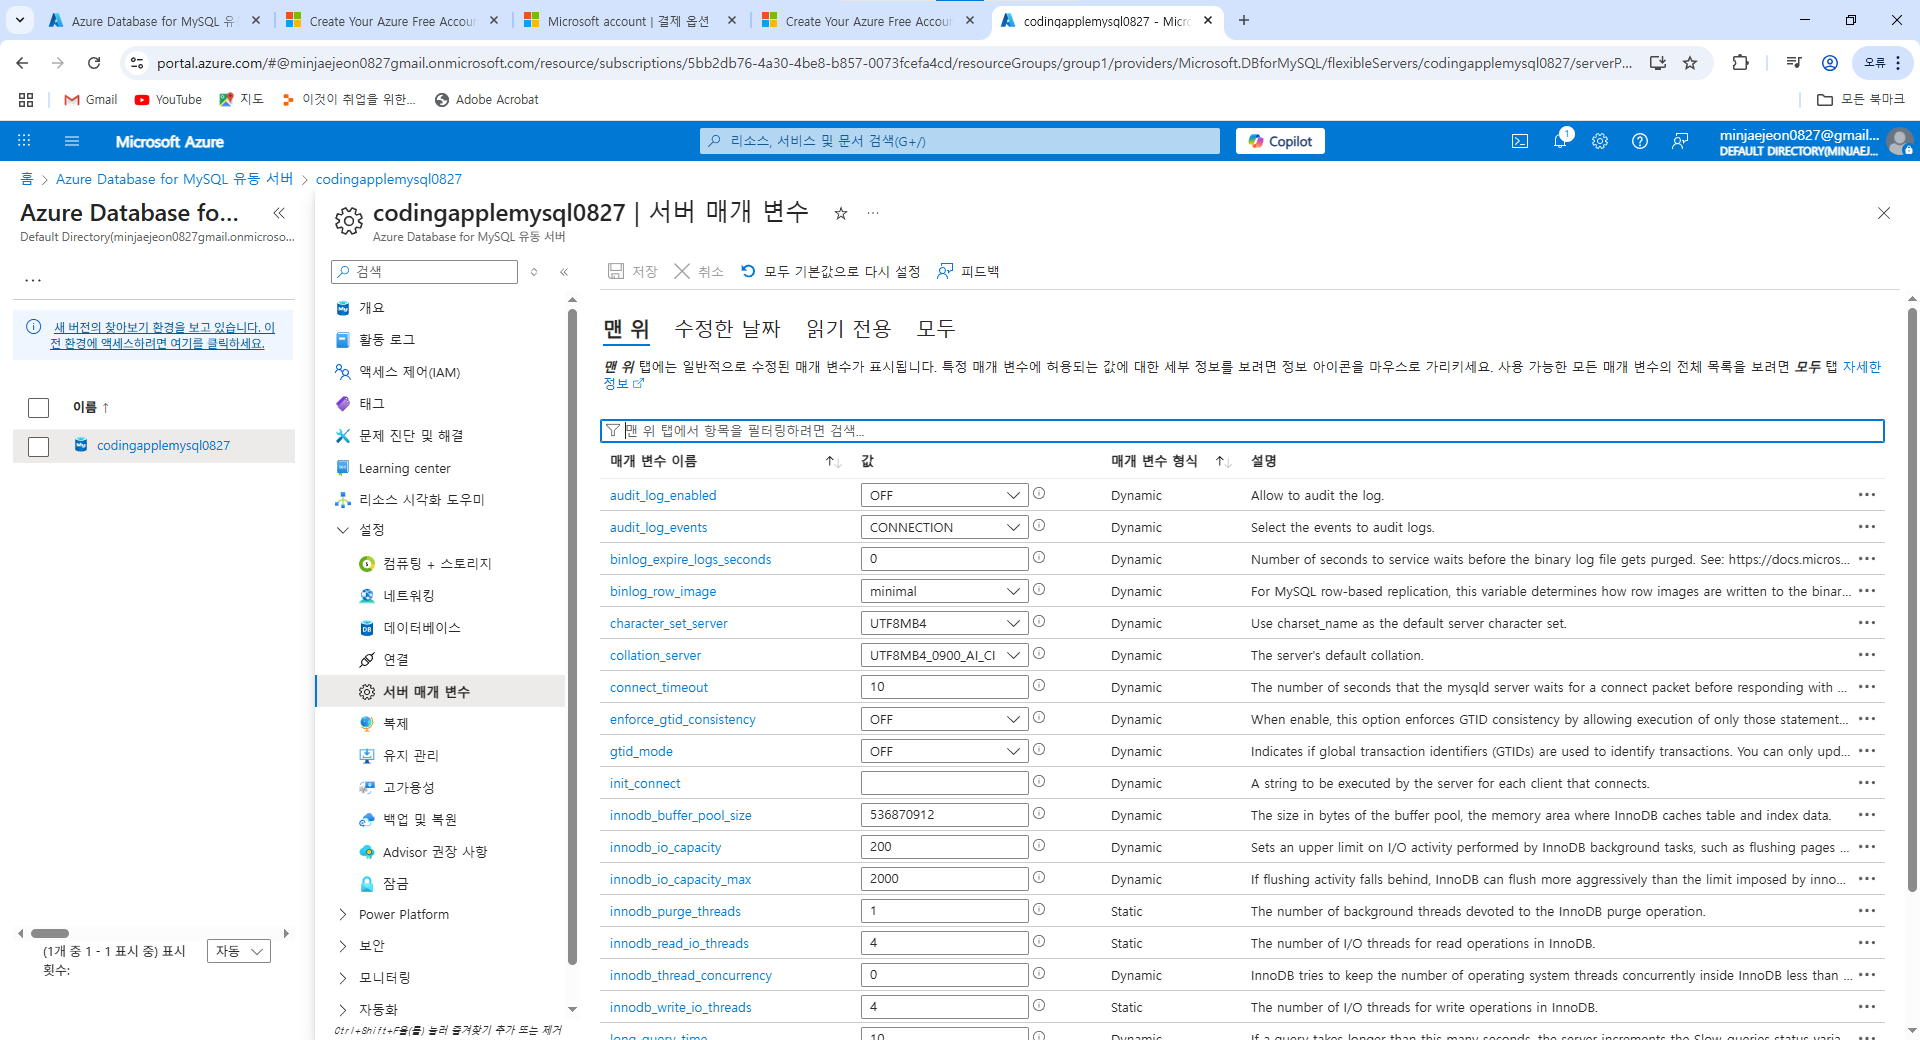 Azure Database for MySQL 유
Create Your Azure Free Accour
Microsoft account | 결제 옵션
Create Your Azure Free Accour
codingapplemysql0827 - Micro
portal.azure.com/#@minjaejeon0827gmail.onmicrosoft.com/resource/subscriptions/5bb2db76-4a30-4be8-b857-0073fcefa4cd/resourceGroups/group1/providers/Microsoft.DBforMySQL/flexibleServers/codingapplemysql0827/serverP...
오류
Gmail
YouTube
지도
이것이 취업을 위한...
Adobe Acrobat
모든 북마크
Microsoft Azure
리소스, 서비스 및 문서 검색(G+/)
Copilot
1
minjaejeon0827@gmail...
DEFAULT DIRECTORY(MINJAEJ...
홈 > Azure Database for MySQL 유동 서버 > codingapplemysql0827
Azure Database fo...
Default Directory(minjaejeon0827gmail.onmicroso...
...
새 버전의 찾아보기 환경을 보고 있습니다. 이
전 환경에 액세스하려면 여기를 클릭하세요.
이름 ↑
codingapplemysql0827
(1개 중 1 - 1 표시 중) 표시
횟수:
자동
codingapplemysql0827 | 서버 매개 변수
Azure Database for MySQL 유동 서버
검색
개요
활동 로그
액세스 제어(IAM)
태그
문제 진단 및 해결
Learning center
리소스 시각화 도우미
설정
컴퓨팅 + 스토리지
네트워킹
데이터베이스
연결
서버 매개 변수
복제
유지 관리
고가용성
백업 및 복원
Advisor 권장 사항
잠금
Power Platform
보안
모니터링
자동화
Ctrl+Shift+F을(를) 눌러 즐겨찾기 추가 또는 제거
저장
취소
모두 기본값으로 다시 설정
피드백
맨 위
수정한 날짜
읽기 전용
모두
맨 위 탭에는 일반적으로 수정된 매개 변수가 표시됩니다. 특정 매개 변수에 허용되는 값에 대한 세부 정보를 보려면 정보 아이콘을 마우스로 가리키세요. 사용 가능한 모든 매개 변수의 전체 목록을 보려면 모두 탭 자세한
정보
맨 위 탭에서 항목을 필터링하려면 검색...
매개 변수 이름 값 매개 변수 형식 설명
audit_log_enabled OFF Dynamic Allow to audit the log.
audit_log_events CONNECTION Dynamic Select the events to audit logs.
binlog_expire_logs_seconds 0 Dynamic Number of seconds to service waits before the binary log file gets purged. See: https://docs.micros...
binlog_row_image minimal Dynamic For MySQL row-based replication, this variable determines how row images are written to the binar...
character_set_server UTF8MB4 Dynamic Use charset_name as the default server character set.
collation_server UTF8MB4_0900_AI_CI Dynamic The server's default collation.
connect_timeout 10 Dynamic The number of seconds that the mysqld server waits for a connect packet before responding with ...
enforce_gtid_consistency OFF Dynamic When enable, this option enforces GTID consistency by allowing execution of only those statement...
gtid_mode OFF Dynamic Indicates if global transaction identifiers (GTIDs) are used to identify transactions. You can only upd...
init_connect Dynamic A string to be executed by the server for each client that connects.
innodb_buffer_pool_size 536870912 Dynamic The size in bytes of the buffer pool, the memory area where InnoDB caches table and index data.
innodb_io_capacity 200 Dynamic Sets an upper limit on I/O activity performed by InnoDB background tasks, such as flushing pages ...
innodb_io_capacity_max 2000 Dynamic If flushing activity falls behind, InnoDB can flush more aggressively than the limit imposed by inno...
innodb_purge_threads 1 Static The number of background threads devoted to the InnoDB purge operation.
innodb_read_io_threads 4 Static The number of I/O threads for read operations in InnoDB.
innodb_thread_concurrency 0 Dynamic InnoDB tries to keep the number of operating system threads concurrently inside InnoDB less than ...
innodb_write_io_threads 4 Static The number of I/O threads for write operations in InnoDB.
long_query_time 10 Dynamic If a query takes longer than this many seconds, the server increments the Slow_queries status varia...